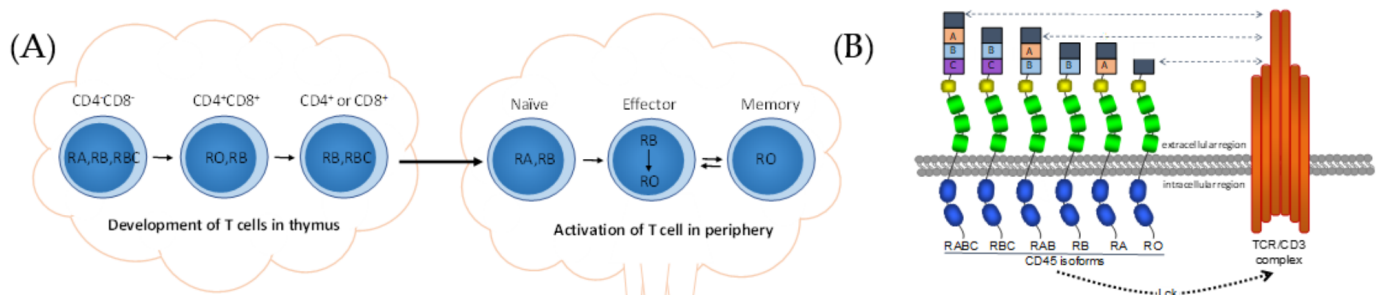 (A)
CD4⁻CD8⁻
CD4⁺CD8⁺
CD4⁺ or CD8⁺
RA,RB,RBC
RO,RB
RB,RBC
Development of T cells in thymus
Naïve
Effector
Memory
RA,RB
RB
RO
RO
Activation of T cell in periphery
(B)
A
B
C
B
C
A
B
B
A
extracellular region
intracellular region
RABC RBC RAB RB RA RO
CD45 isoforms
TCR/CD3
complex
Lck